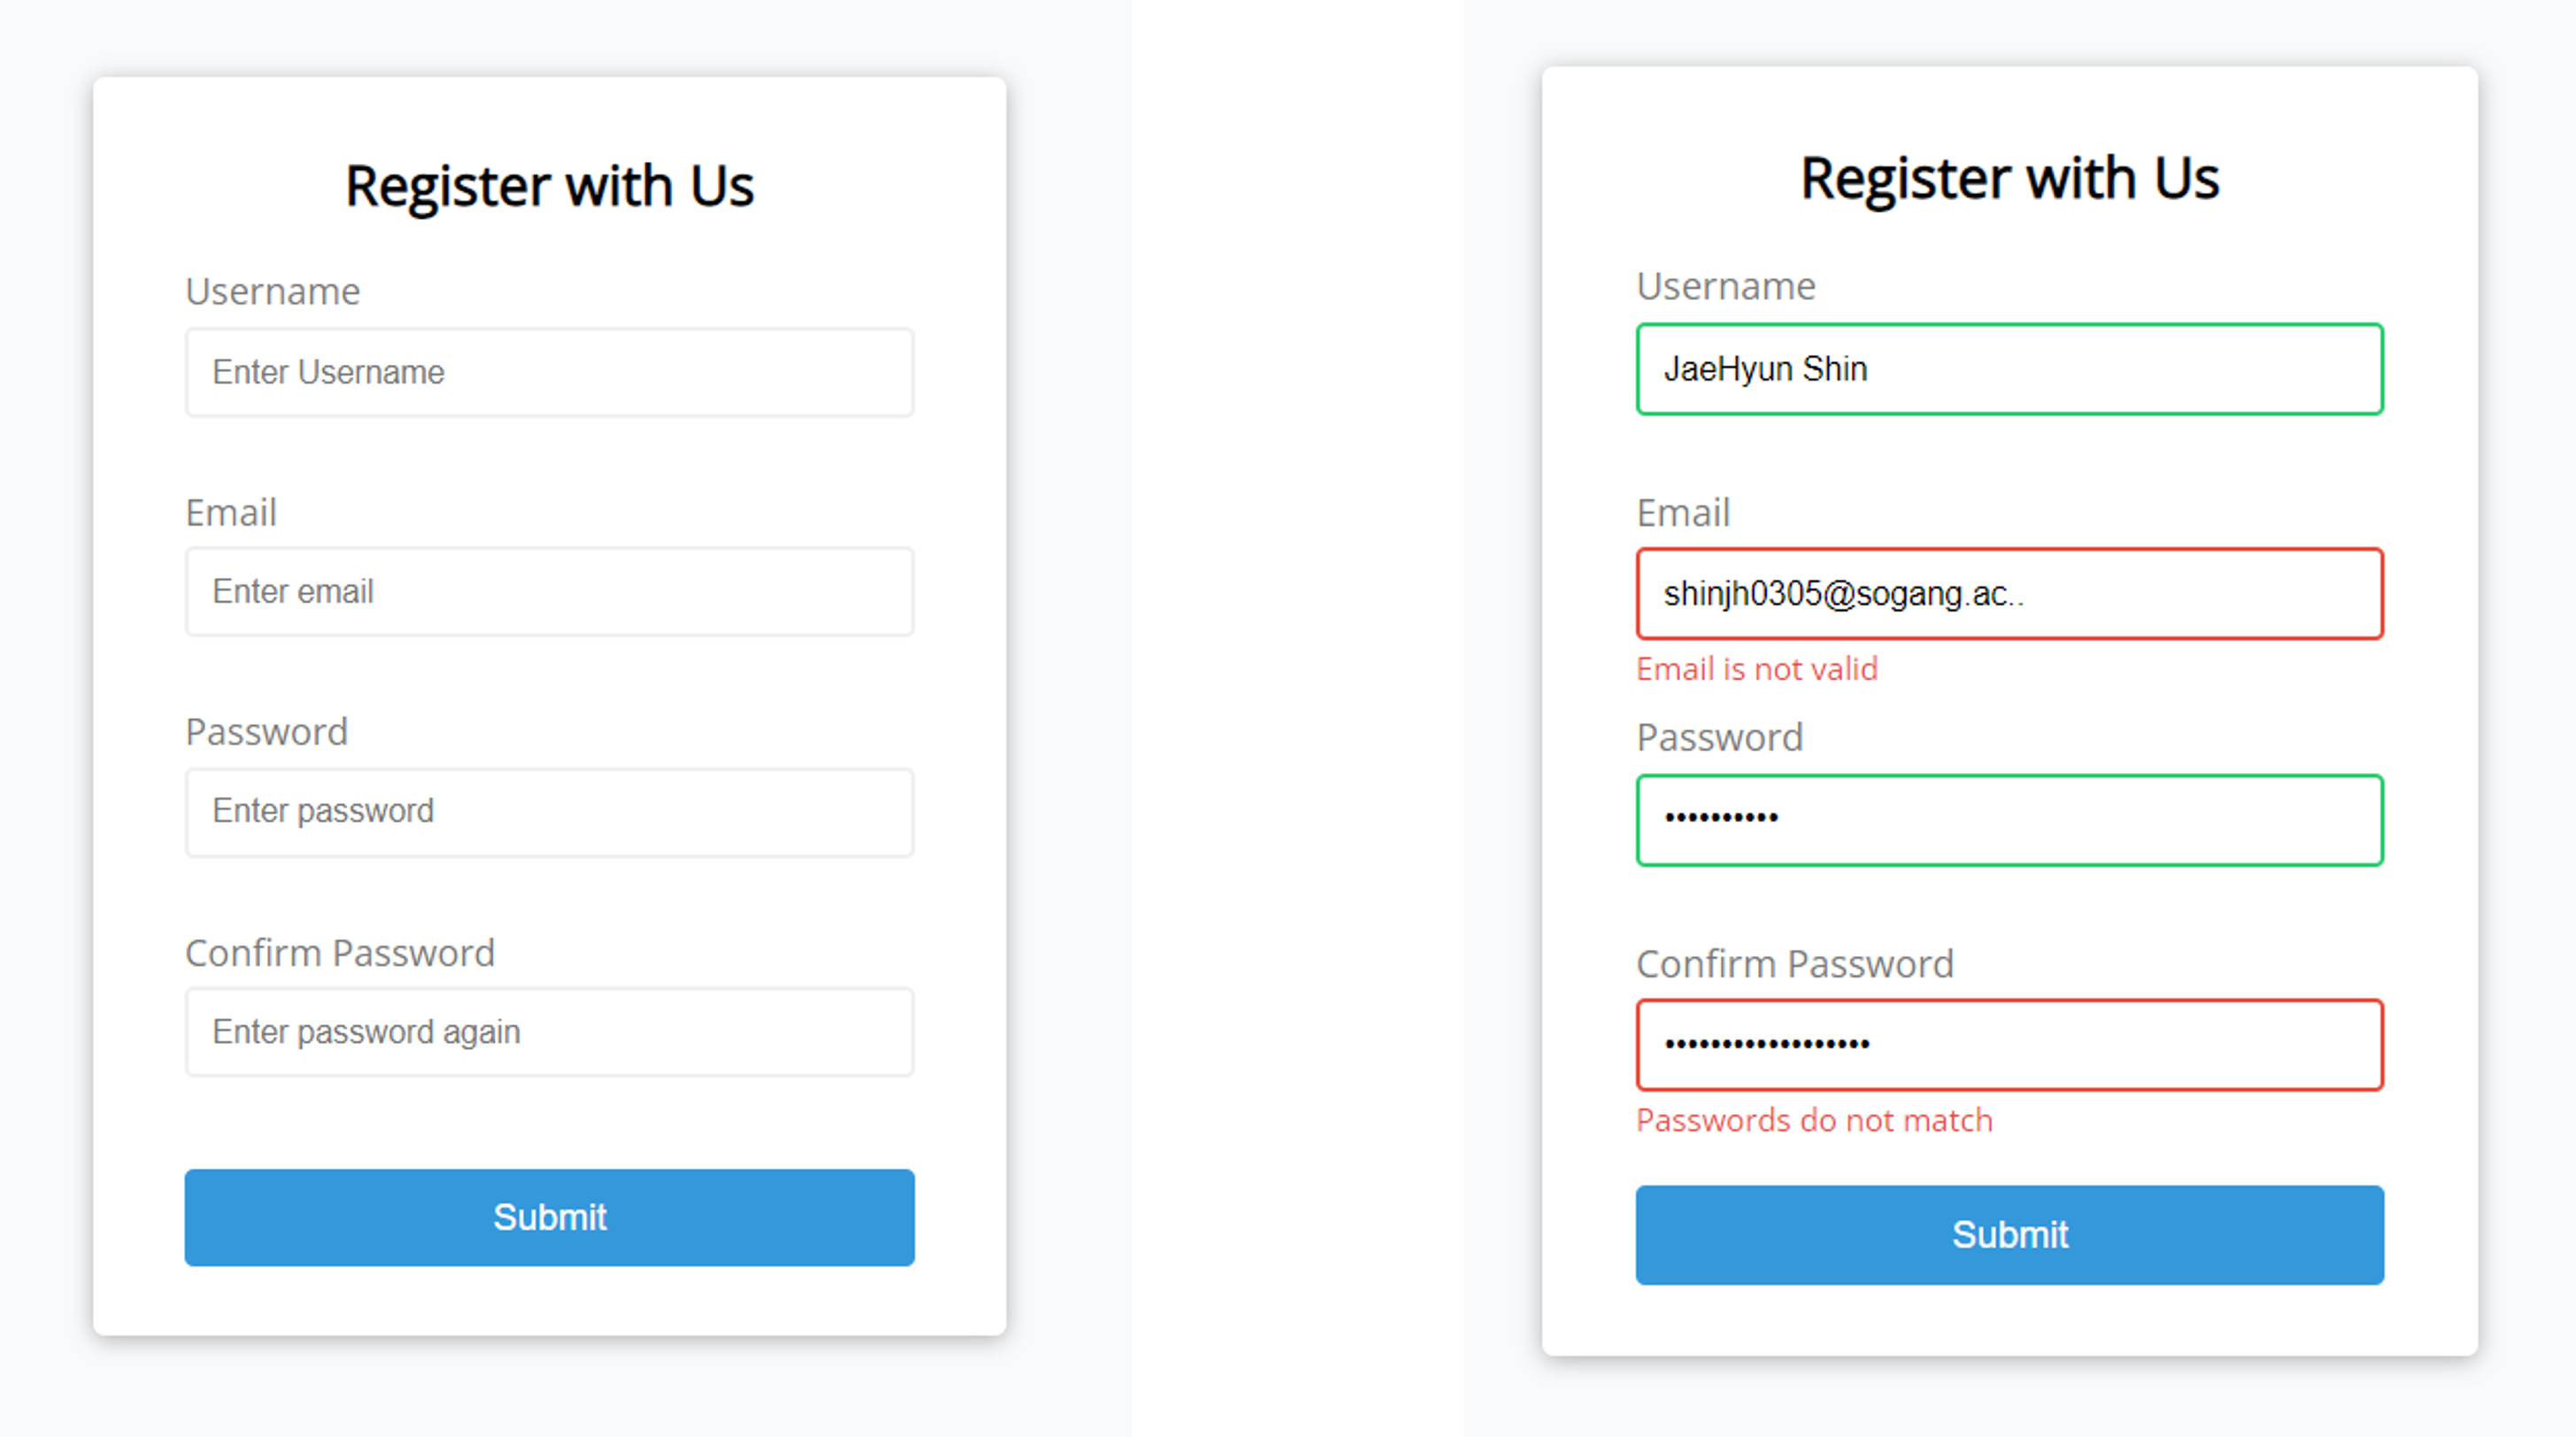 Register with Us
Username
Enter Username
Email
Enter email
Password
Enter password
Confirm Password
Enter password again
Submit
Register with Us
Username
JaeHyun Shin
Email
shinjh0305@sogang.ac..
Email is not valid
Password
••••••••••
Confirm Password
••••••••••••••••••
Passwords do not match
Submit